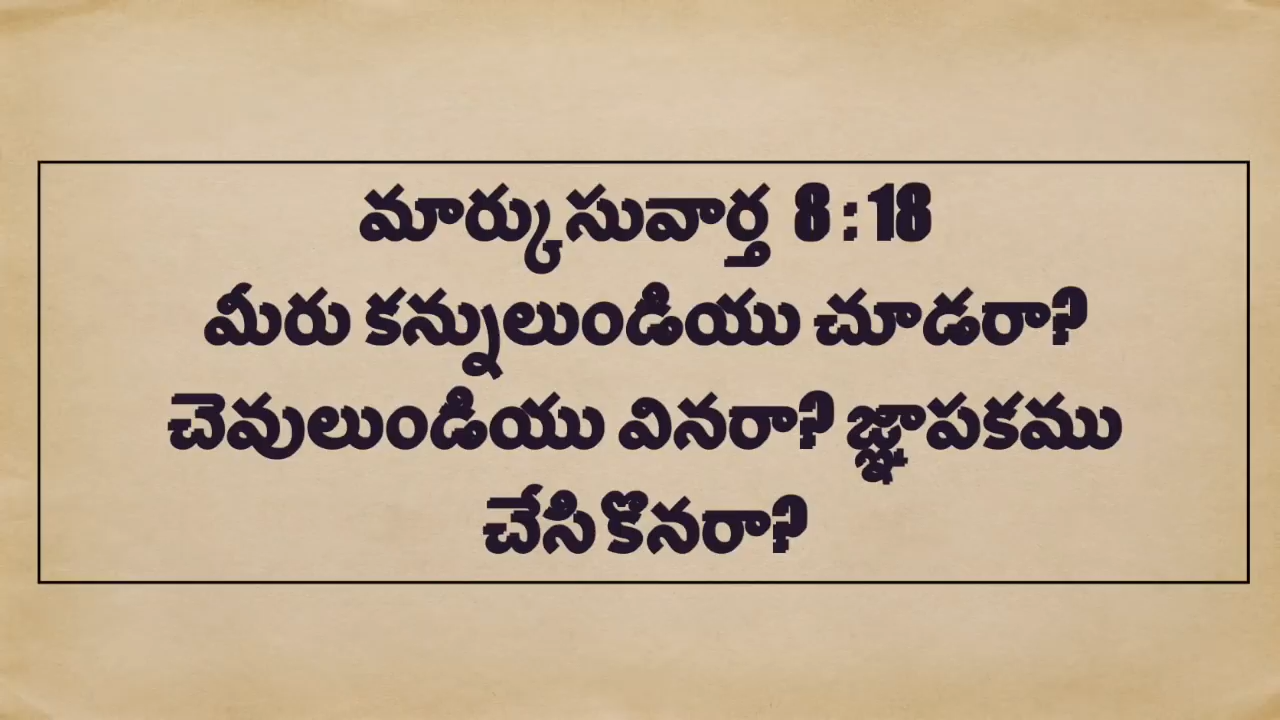 మార్కుసువార్త 8 : 18
మీరు కన్నులుండియు చూడరా?
చెవులుండియు వినరా? జ్ఞాపకము
చేసికొనరా?